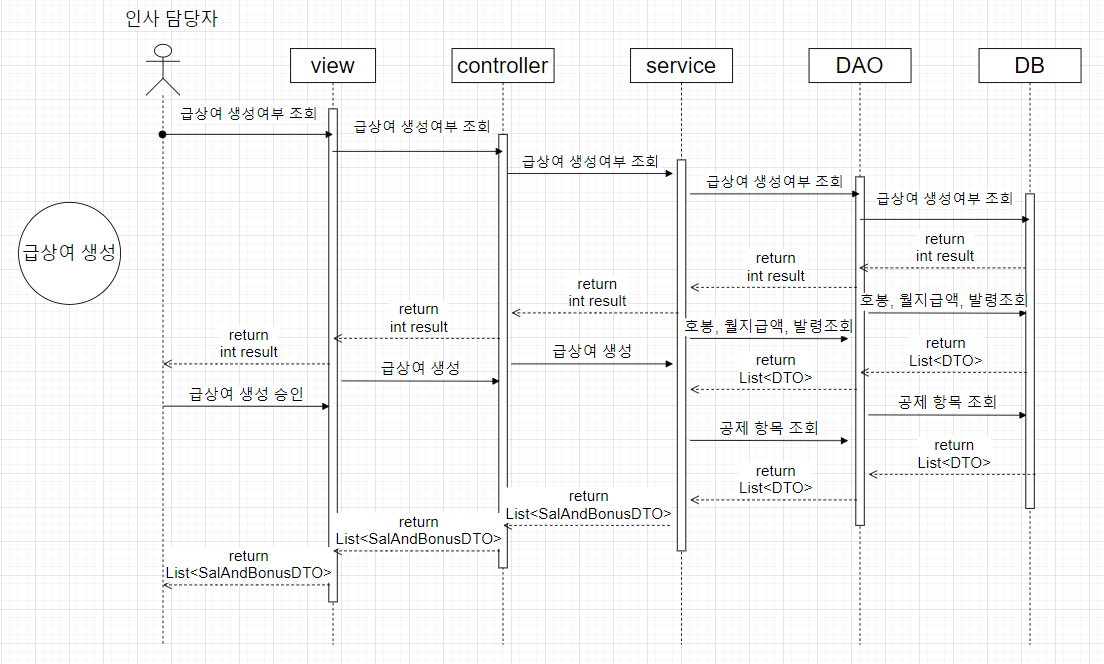 인사 담당자
view
controller
service
DAO
DB
급상여 생성여부 조회
급상여 생성여부 조회
급상여 생성여부 조회
급상여 생성여부 조회
급상여 생성여부 조회
급상여 생성
return
int result
return
int result
return
int result
return
int result
return
int result
호봉, 월지급액, 발령조회
호봉, 월지급액, 발령조회
급상여 생성
급상여 생성
급상여 생성 승인
return
List<DTO>
return
List<DTO>
공제 항목 조회
공제 항목 조회
return
List<DTO>
return
List<DTO>
return
List<SalAndBonusDTO>
return
List<SalAndBonusDTO>
return
List<SalAndBonusDTO>